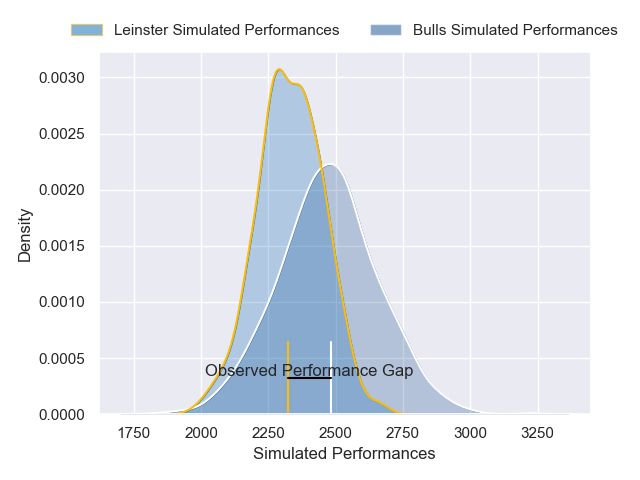 Leinster Simulated Performances
Bulls Simulated Performances
0.0030
0.0025
0.0020
0.0015
0.0010
0.0005
0.0000
Density
Observed Performance Gap
1750 2000 2250 2500 2750 3000 3250
Simulated Performances